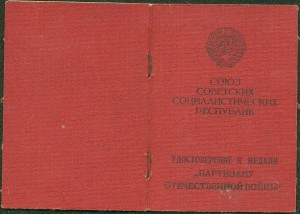 СОЮЗ
СОВЕТСКИХ
СОЦИАЛИСТИЧЕСКИХ
РЕСПУБЛИК
УДОСТОВЕРЕНИЕ К МЕДАЛИ
„ПАРТИЗАНУ
ОТЕЧЕСТВЕННОЙ ВОЙНЫ"